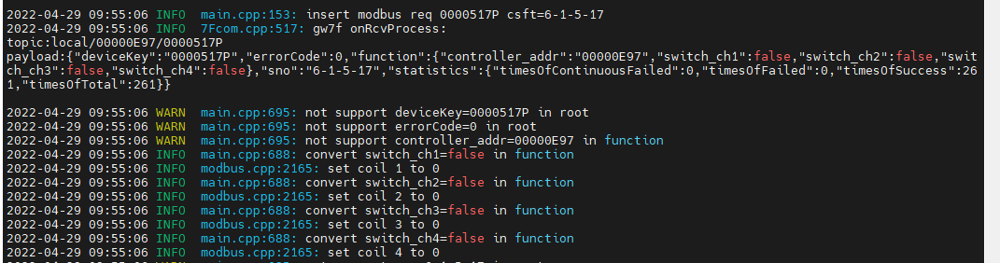 2022-04-29 09:55:06 INFO  main.cpp:153: insert modbus req 0000517P csft=6-1-5-17
2022-04-29 09:55:06 INFO  7Fcom.cpp:517: gw7f onRcvProcess:
topic:local/00000E97/0000517P
payload:{"deviceKey":"0000517P","errorCode":0,"function":{"controller_addr":"00000E97","switch_ch1":false,"switch_ch2":false,"swit
ch_ch3":false,"switch_ch4":false},"sno":"6-1-5-17","statistics":{"timesOfContinuousFailed":0,"timesOfFailed":0,"timesOfSuccess":26
1,"timesOfTotal":261}}
2022-04-29 09:55:06 WARN  main.cpp:695: not support deviceKey=0000517P in root
2022-04-29 09:55:06 WARN  main.cpp:695: not support errorCode=0 in root
2022-04-29 09:55:06 WARN  main.cpp:695: not support controller_addr=00000E97 in function
2022-04-29 09:55:06 INFO  main.cpp:688: convert switch_ch1=false in function
2022-04-29 09:55:06 INFO  modbus.cpp:2165: set coil 1 to 0
2022-04-29 09:55:06 INFO  main.cpp:688: convert switch_ch2=false in function
2022-04-29 09:55:06 INFO  modbus.cpp:2165: set coil 2 to 0
2022-04-29 09:55:06 INFO  main.cpp:688: convert switch_ch3=false in function
2022-04-29 09:55:06 INFO  modbus.cpp:2165: set coil 3 to 0
2022-04-29 09:55:06 INFO  main.cpp:688: convert switch_ch4=false in function
2022-04-29 09:55:06 INFO  modbus.cpp:2165: set coil 4 to 0